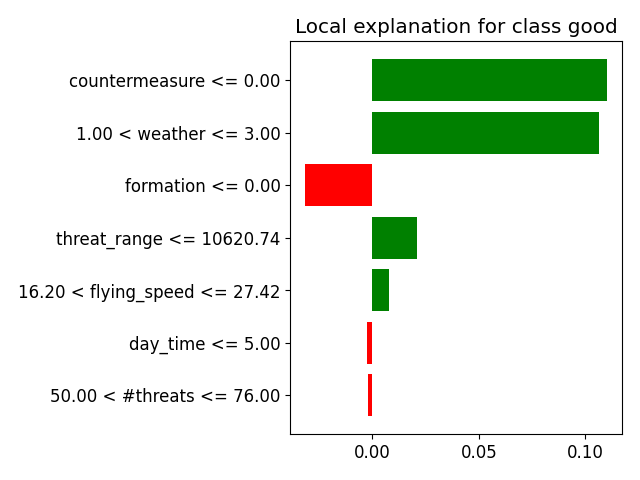 Local explanation for class good
countermeasure <= 0.00
1.00 < weather <= 3.00
formation <= 0.00
threat_range <= 10620.74
16.20 < flying_speed <= 27.42
day_time <= 5.00
50.00 < #threats <= 76.00
0.00 0.05 0.10